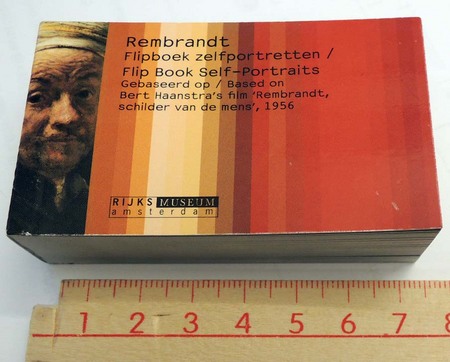 Rembrandt
Flipboek zelfportretten /
Flip Book Self-Portraits
Gebaseerd op / Based on
Bert Haanstra's film 'Rembrandt,
schilder van de mens', 1956
RIJKS MUSEUM
amsterdam
1 2 3 4 5 6 7 8